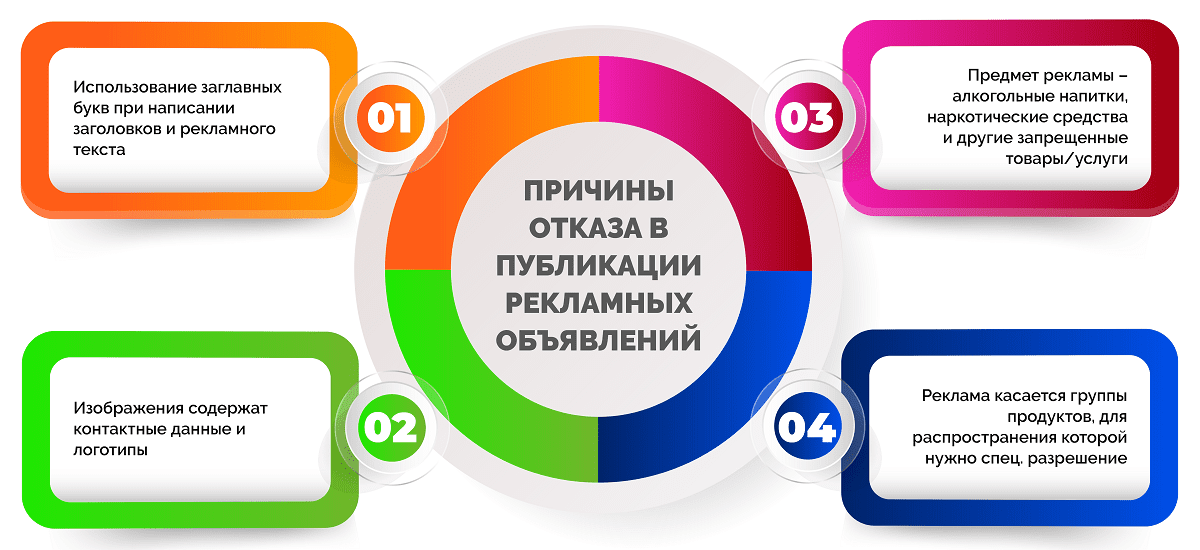 Использование заглавных
букв при написании
заголовков и рекламного
текста
01
Изображения содержат
контактные данные и
логотипы
02
ПРИЧИНЫ
ОТКАЗА В
ПУБЛИКАЦИИ
РЕКЛАМНЫХ
ОБЪЯВЛЕНИЙ
03
Предмет рекламы –
алкогольные напитки,
наркотические средства
и другие запрещенные
товары/услуги
04
Реклама касается группы
продуктов, для
распространения которой
нужно спец. разрешение